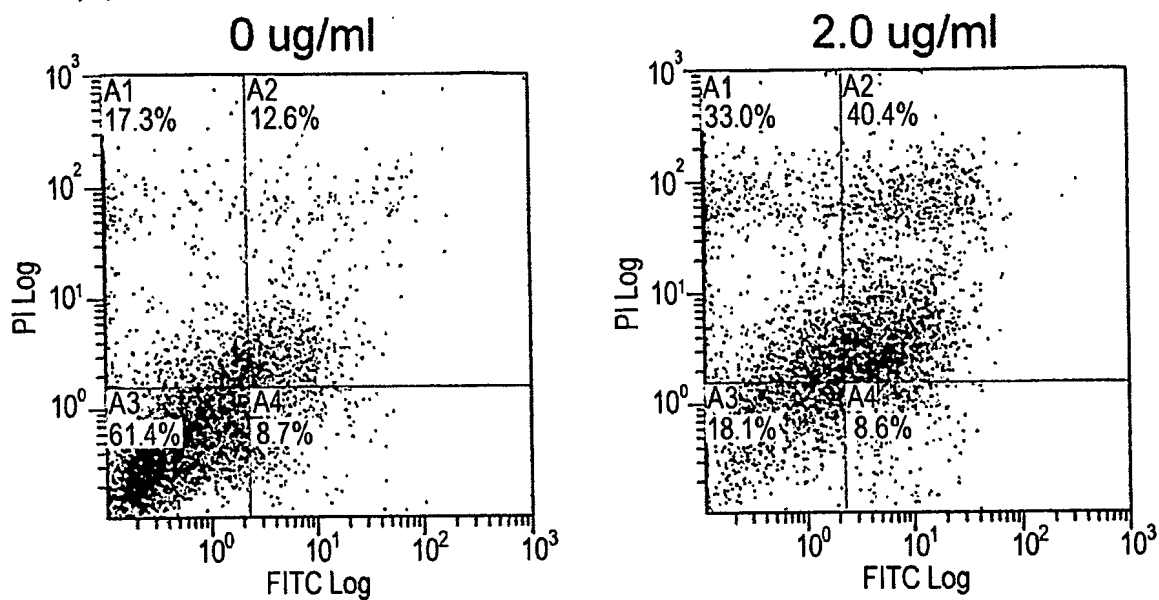 0 ug/ml
10³
A1
17.3%
A2
12.6%
10²
10¹
10⁰
PI Log
A3
61.4%
A4
8.7%
10⁰
10¹
10²
10³
FITC Log
2.0 ug/ml
10³
A1
33.0%
A2
40.4%
10²
10¹
10⁰
PI Log
A3
18.1%
A4
8.6%
10⁰
10¹
10²
10³
FITC Log